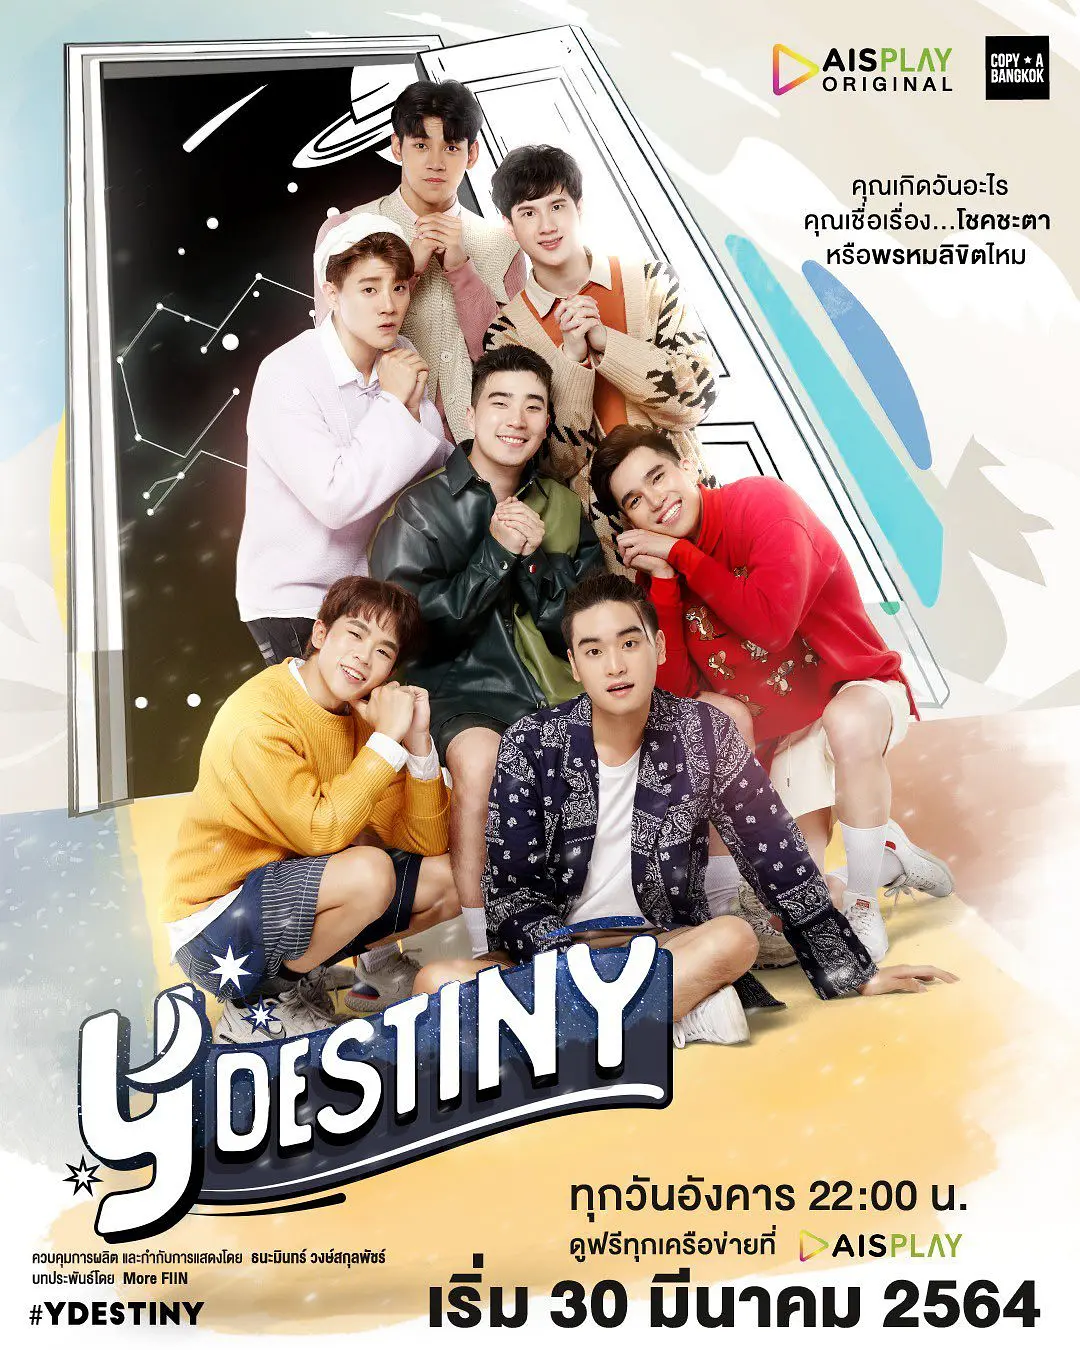 AISPLAY
ORIGINAL
COPY★A
BANGKOK
คุณเกิดวันอะไร
คุณเชื่อเรื่อง...โชคชะตา
หรือพรหมลิขิตไหม
Y DESTINY
ทุกวันอังคาร 22:00 น.
ดูฟรีทุกเครือข่ายที่ AISPLAY
ควบคุมการผลิต และกำกับการแสดงโดย ธนะมินทร์ วงษ์สกุลพัชร์
บทประพันธ์โดย More FIIN
#YDESTINY
เริ่ม 30 มีนาคม 2564